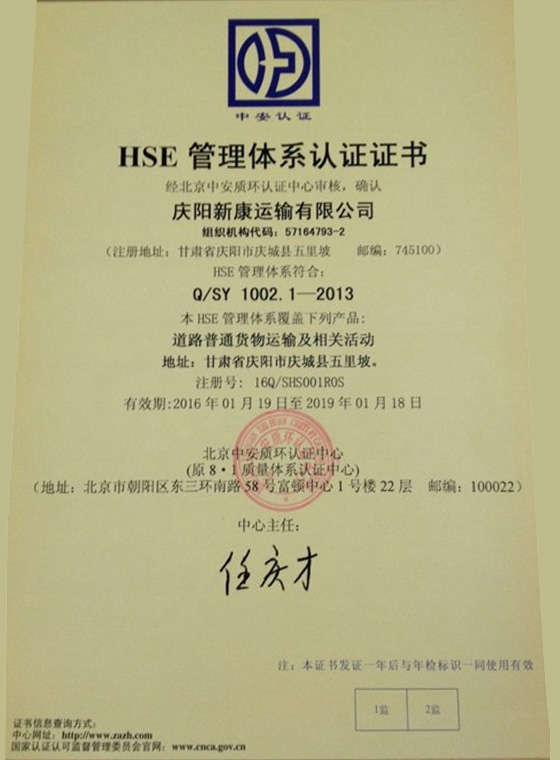 中安认证
HSE 管理体系认证证书
经北京中安质环认证中心审核，确认
庆阳新康运输有限公司
组织机构代码：57164793-2
（注册地址：甘肃省庆阳市庆城县五里坡 邮编：745100）
HSE 管理体系符合：
Q/SY 1002.1—2013
本 HSE 管理体系覆盖下列产品：
道路普通货物运输及相关活动
地址：甘肃省庆阳市庆城县五里坡。
注册号： 16Q/SHS001R0S
有效期:2016 年 01 月 19 日至 2019 年 01 月 18 日
北京中安质环认证中心
(原 8·1 质量体系认证中心)
（地址：北京市朝阳区东三环南路 58 号富顿中心 1 号楼 22 层 邮编：100022）
中心主任：
任庆才
注：本证书发证一年后与年检标识一同使用有效
1监 2监
证书信息查询方式：
中心网址：http://www.zazh.com
国家认证认可监督管理委员会官网：www.cnca.gov.cn